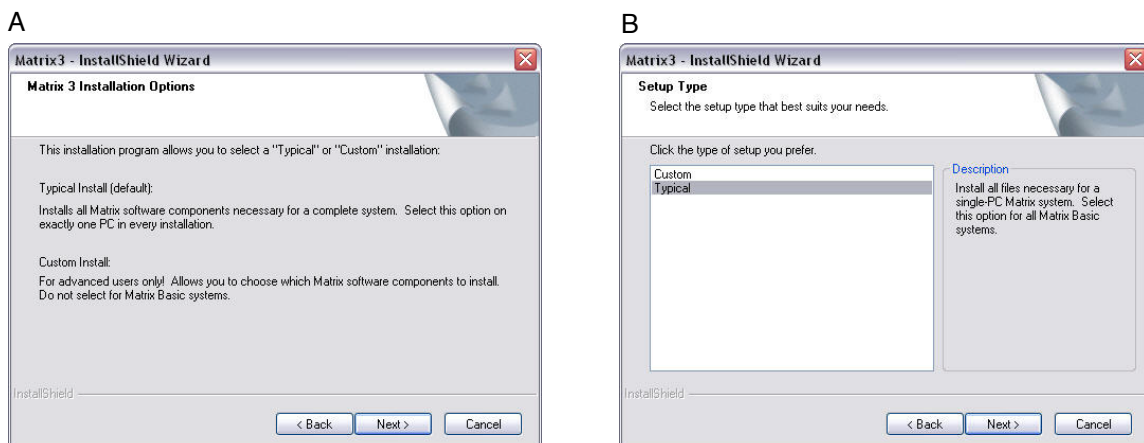 A
Matrix3 - InstallShield Wizard
Matrix 3 Installation Options
This installation program allows you to select a "Typical" or "Custom" installation:
Typical Install (default):
Installs all Matrix software components necessary for a complete system. Select this option on
exactly one PC in every installation.
Custom Install:
For advanced users only! Allows you to choose which Matrix software components to install.
Do not select for Matrix Basic systems.
InstallShield
< Back
Next >
Cancel
B
Matrix3 - InstallShield Wizard
Setup Type
Select the setup type that best suits your needs.
Click the type of setup you prefer.
Custom
Typical
Description
Install all files necessary for a
single-PC Matrix system. Select
this option for all Matrix Basic
systems.
InstallShield
< Back
Next >
Cancel